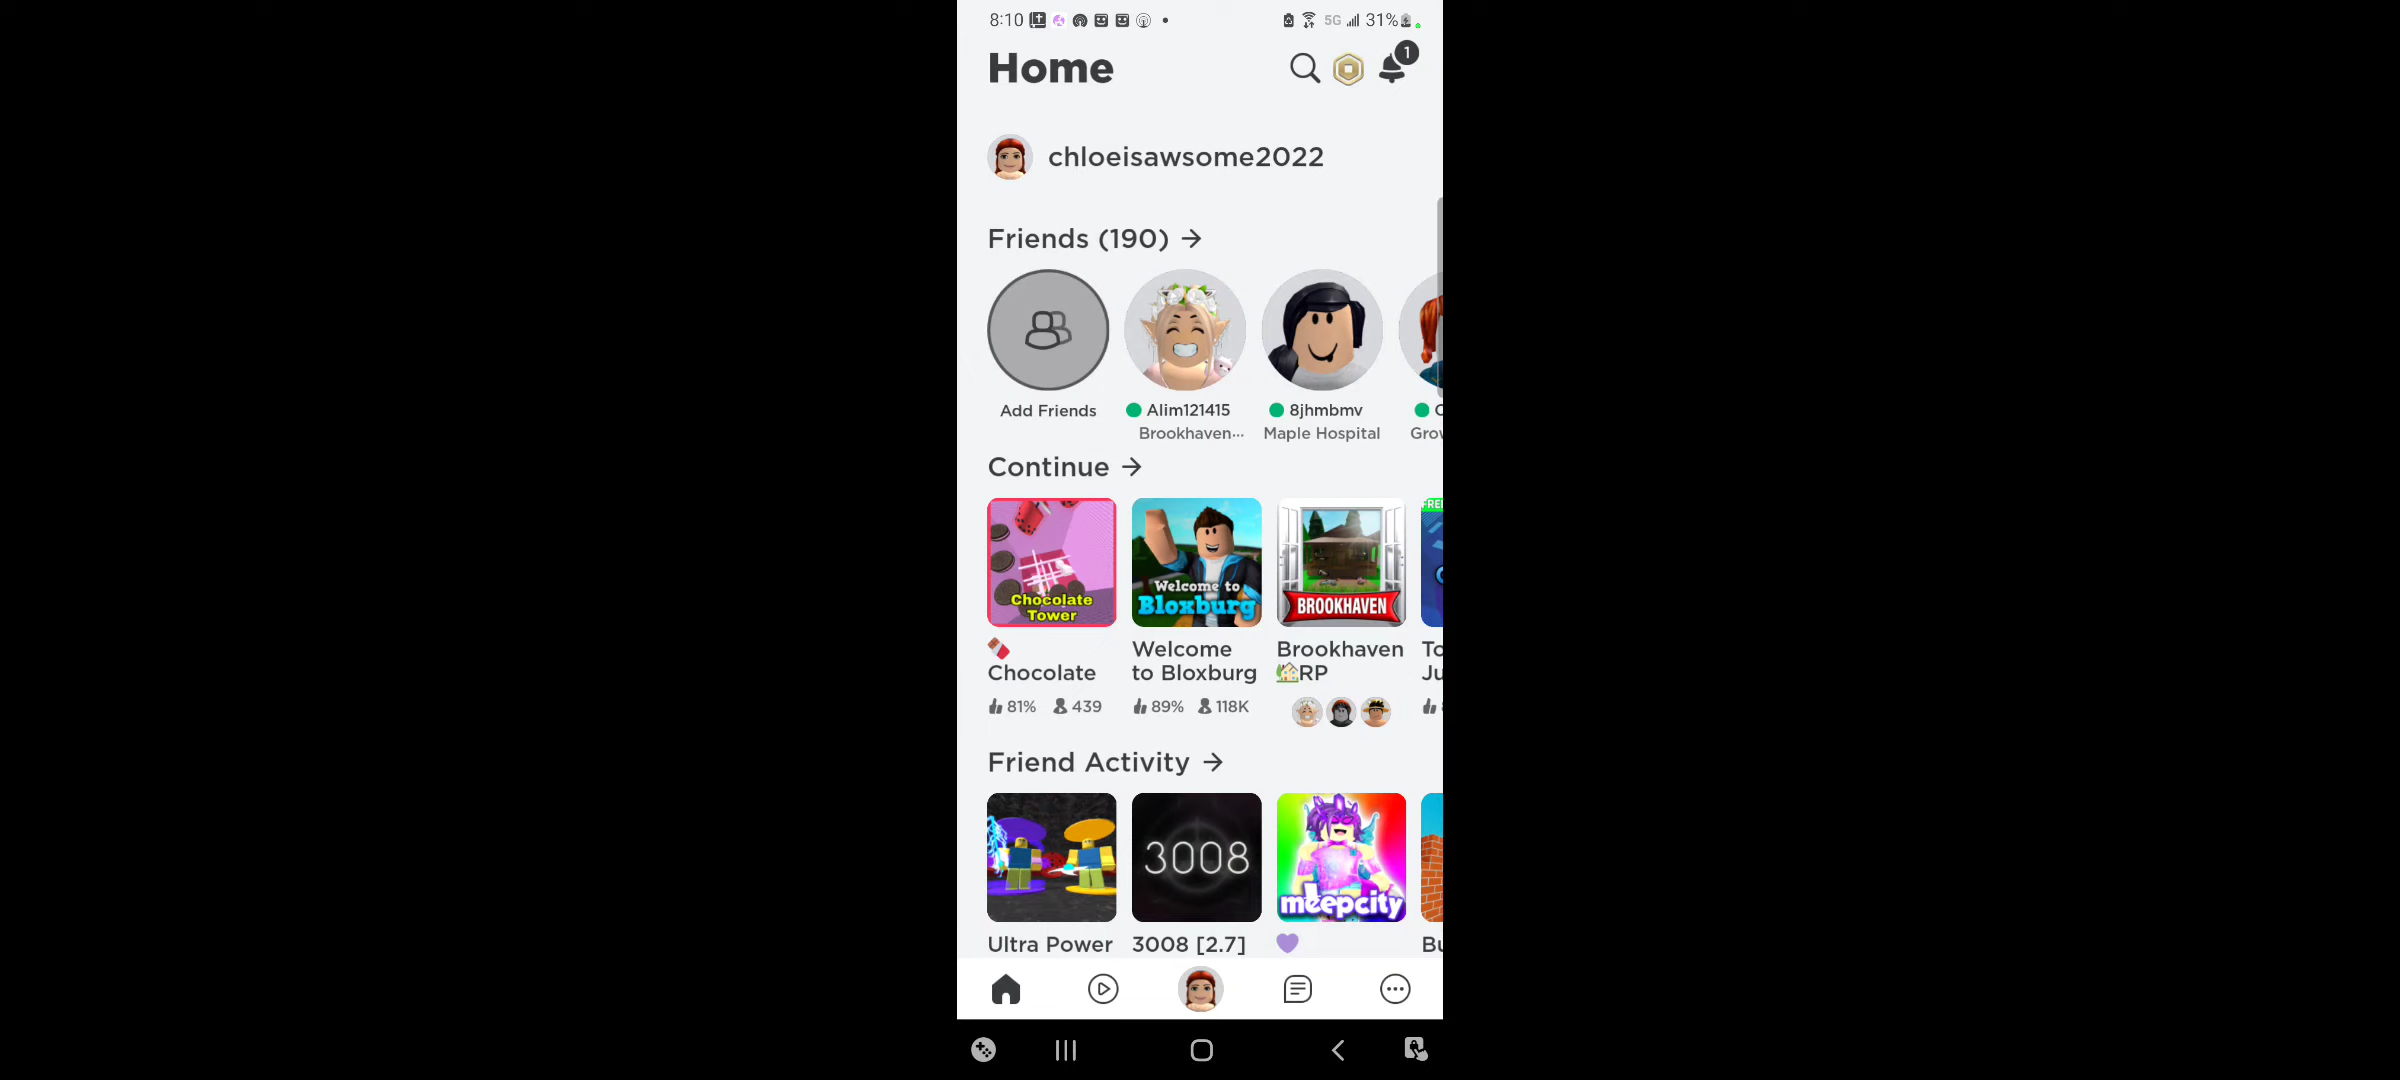 8:10 5G 31%
Home
1
chloeisawsome2022
Friends (190)
Add Friends
Alim121415
8jhmbmv
Brookhaven...
Maple Hospital
Continue
Chocolate
Tower
Welcome to
Bloxburg
BROOKHAVEN
Chocolate
Welcome
to Bloxburg
Brookhaven
RP
81% 439
89% 118K
Friend Activity
3008
meepcity
Ultra Power
3008 [2.7]